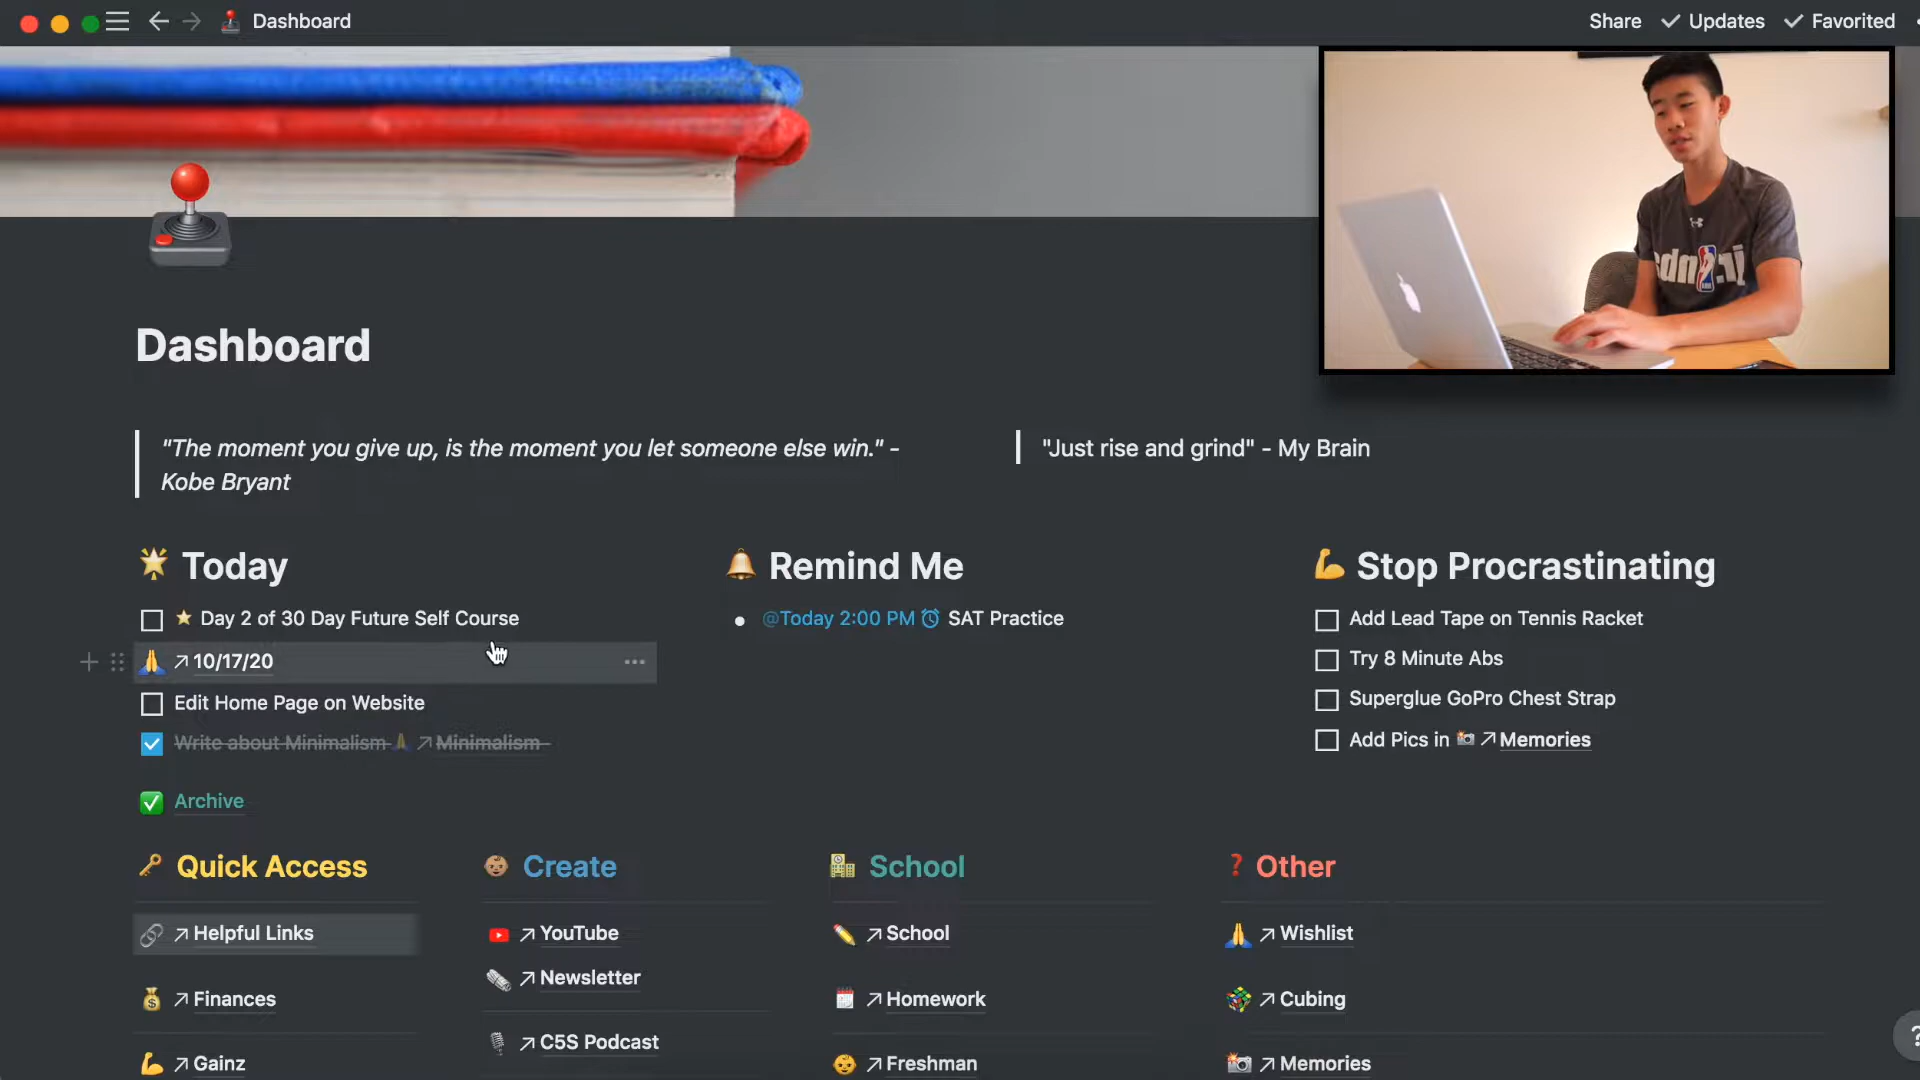 Dashboard
Share
Updates
Favorited
Dashboard
"The moment you give up, is the moment you let someone else win." -
Kobe Bryant
"Just rise and grind" - My Brain
Today
Day 2 of 30 Day Future Self Course
10/17/20
Edit Home Page on Website
Write about Minimalism Minimalism
Archive
Remind Me
@Today 2:00 PM SAT Practice
Stop Procrastinating
Add Lead Tape on Tennis Racket
Try 8 Minute Abs
Superglue GoPro Chest Strap
Add Pics in Memories
Quick Access
Helpful Links
Finances
Gainz
Create
YouTube
Newsletter
C5S Podcast
School
School
Homework
Freshman
Other
Wishlist
Cubing
Memories
?